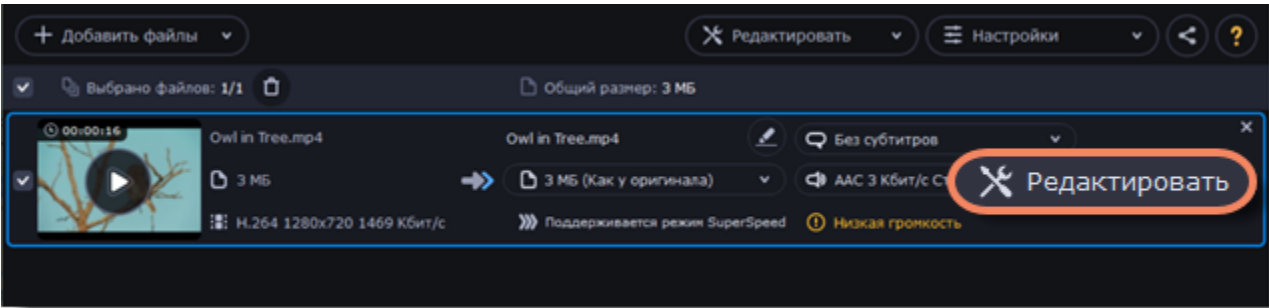 + Добавить файлы
Редактировать
Настройки
?
Выбрано файлов: 1/1
Общий размер: 3 МБ
00:00:16
Owl in Tree.mp4
Owl in Tree.mp4
Без субтитров
3 МБ
3 МБ (Как у оригинала)
AAC 3 Кбит/с Ст
Редактировать
H.264 1280x720 1469 Кбит/с
Поддерживается режим SuperSpeed
Низкая громкость